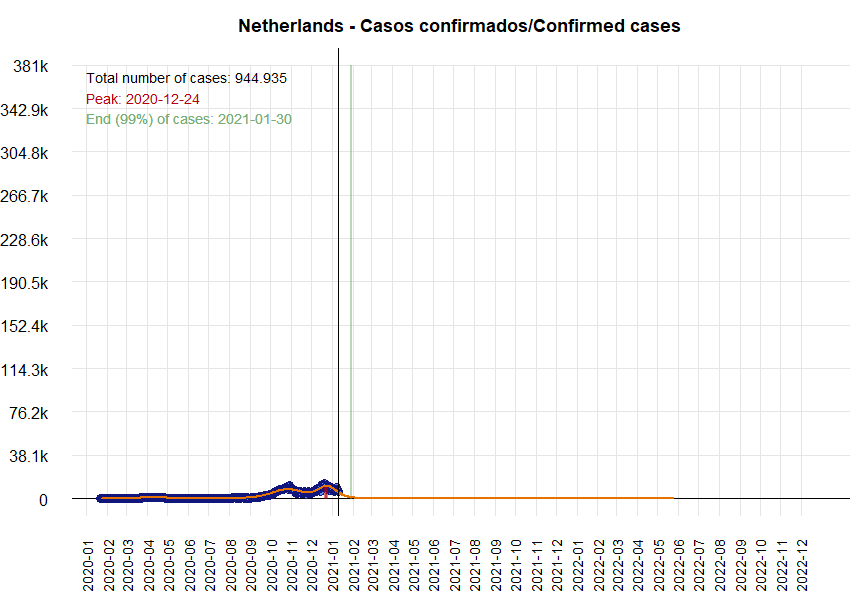 Netherlands - Casos confirmados/Confirmed cases
381k
342.9k
304.8k
266.7k
228.6k
190.5k
152.4k
114.3k
76.2k
38.1k
0
Total number of cases: 944.935
Peak: 2020-12-24
End (99%) of cases: 2021-01-30
2020-01
2020-02
2020-03
2020-04
2020-05
2020-06
2020-07
2020-08
2020-09
2020-10
2020-11
2020-12
2021-01
2021-02
2021-03
2021-04
2021-05
2021-06
2021-07
2021-08
2021-09
2021-10
2021-11
2021-12
2022-01
2022-02
2022-03
2022-04
2022-05
2022-06
2022-07
2022-08
2022-09
2022-10
2022-11
2022-12